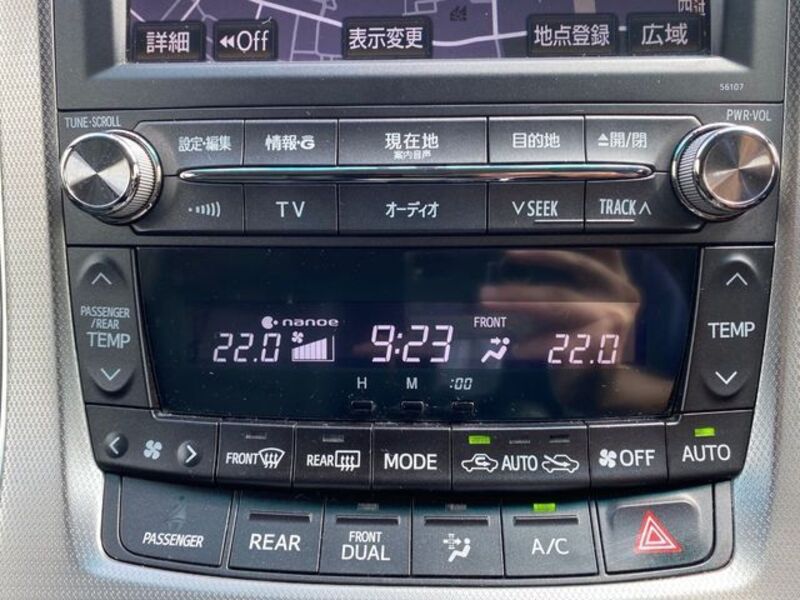 詳細 ◀◀Off 表示変更 地点登録 広域
56107
TUNE・SCROLL PWR・VOL
設定・編集 情報・G 現在地 目的地 ≜開/閉
案内音声
TV オーディオ ∨SEEK TRACK∧
PASSENGER
/REAR
TEMP
nanoe
22.0 9:23 FRONT 22.0
H M :00
TEMP
FRONT REAR MODE AUTO OFF AUTO
PASSENGER REAR FRONT
DUAL A/C